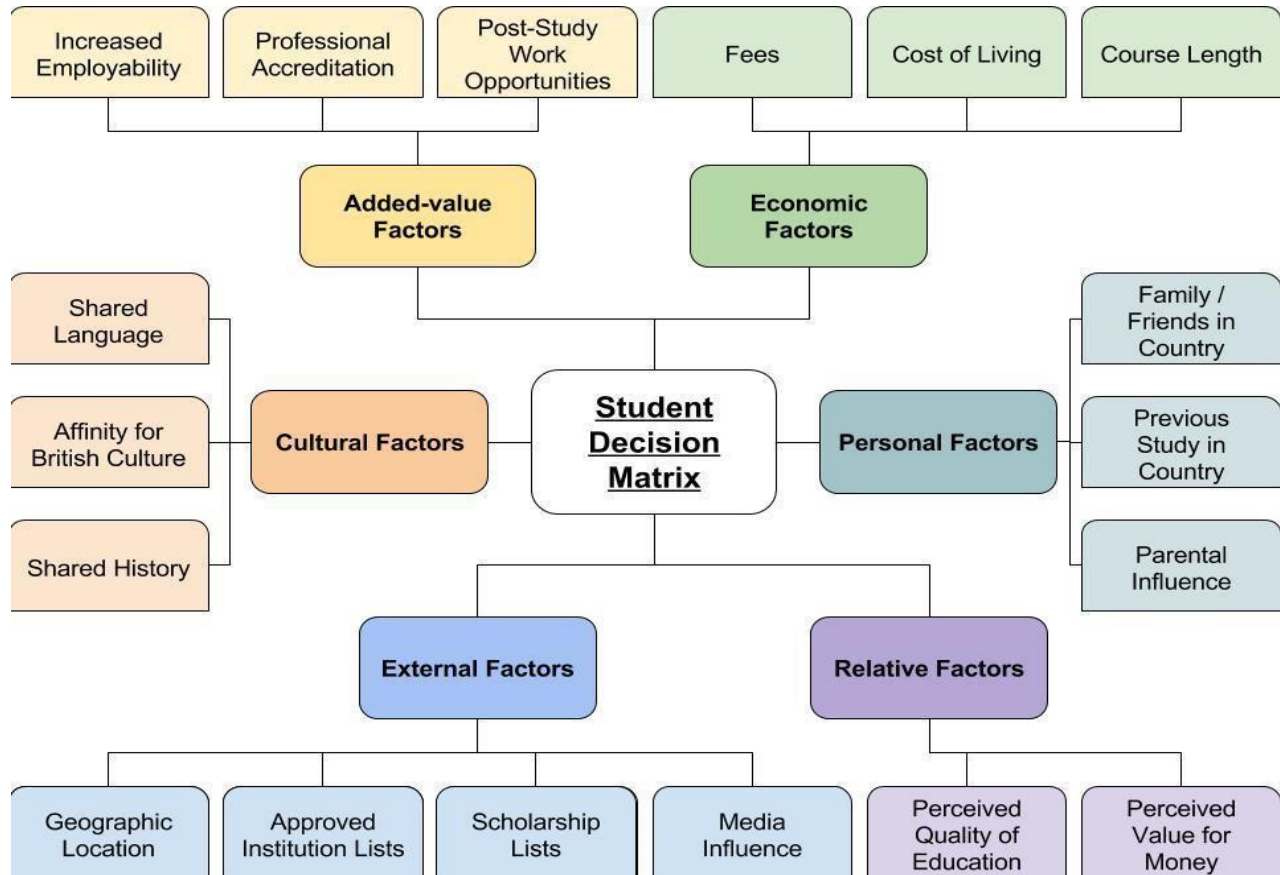 Increased
Employability
Professional
Accreditation
Post-Study
Work
Opportunities
Fees
Cost of Living
Course Length
Added-value
Factors
Economic
Factors
Shared
Language
Affinity for
British Culture
Shared History
Cultural Factors
Student
Decision
Matrix
Personal Factors
Family /
Friends in
Country
Previous
Study in
Country
Parental
Influence
External Factors
Relative Factors
Geographic
Location
Approved
Institution Lists
Scholarship
Lists
Media
Influence
Perceived
Quality of
Education
Perceived
Value for
Money